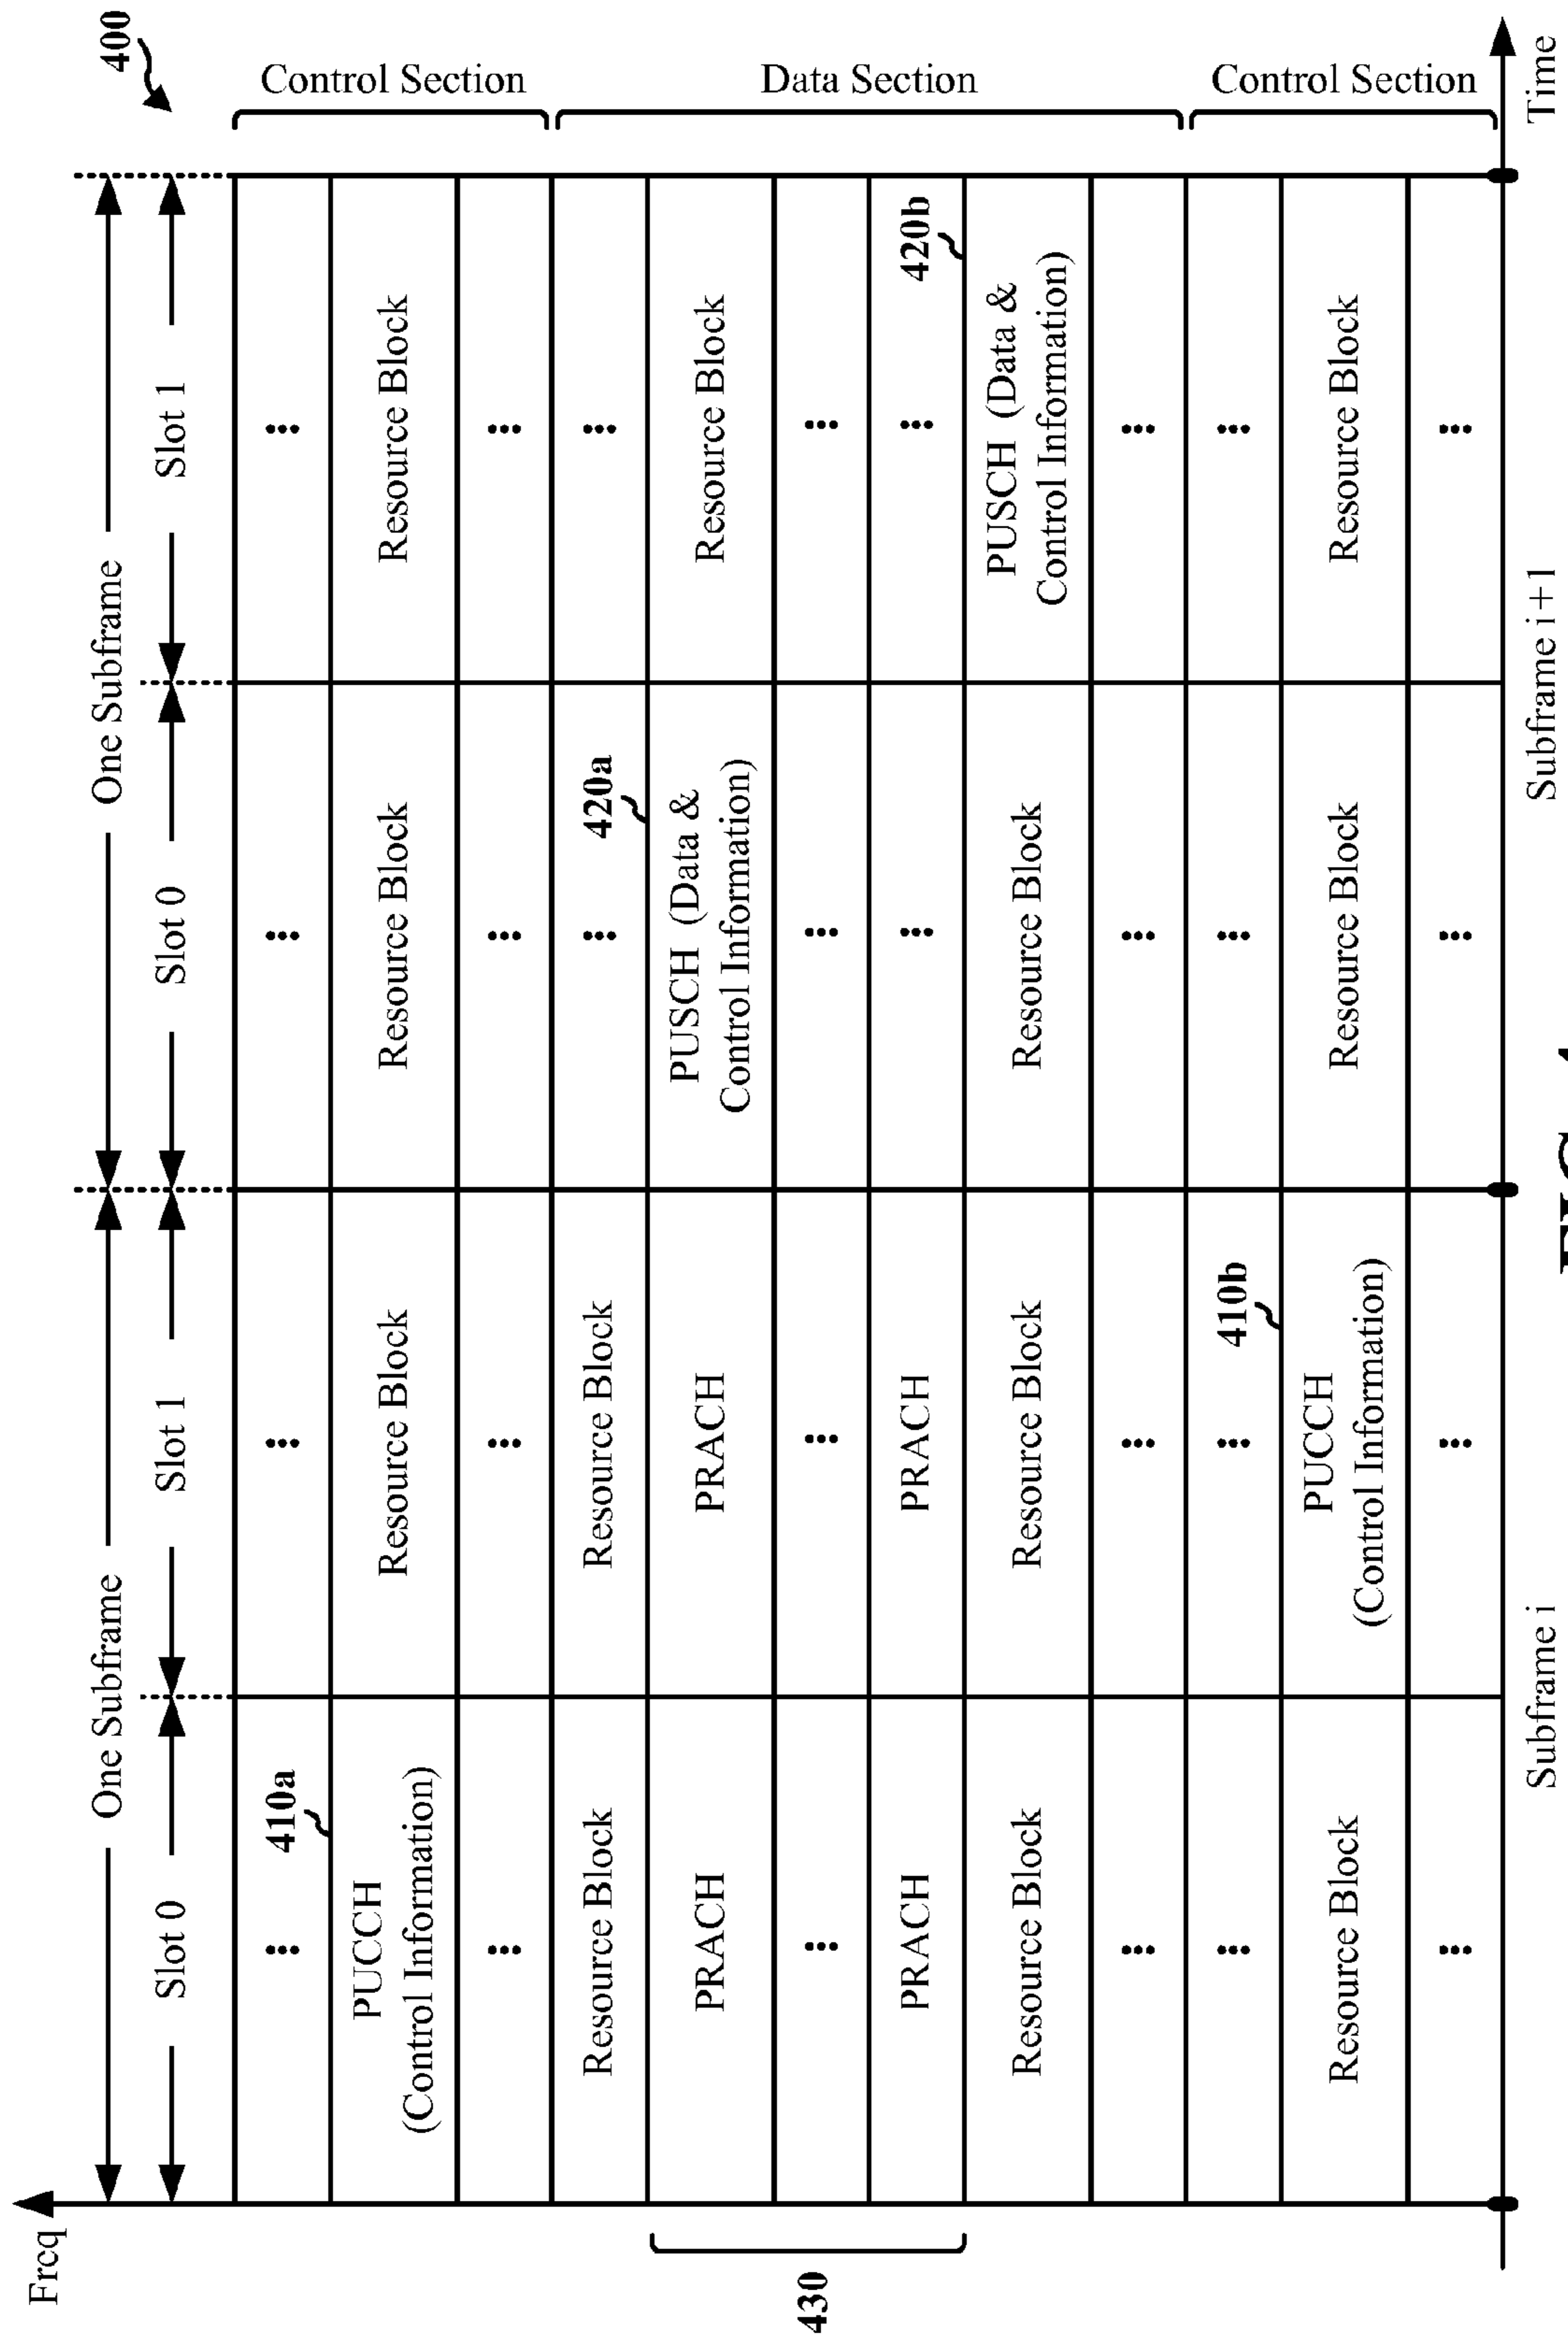 400
Frcq
One Subframe
One Subframe
Slot 0
Slot 1
Slot 0
Slot 1
410a
PUCCH
(Control Information)
Resource Block
Resource Block
Resource Block
Control Section
Resource Block
Resource Block
420a
430
PRACH
PRACH
PUSCH (Data &
Control Information)
Resource Block
Data Section
PRACH
PRACH
420b
Resource Block
Resource Block
Resource Block
PUSCH (Data &
Control Information)
410b
Resource Block
PUCCH
(Control Information)
Resource Block
Resource Block
Control Section
Subframe i
Subframe i + 1
Time